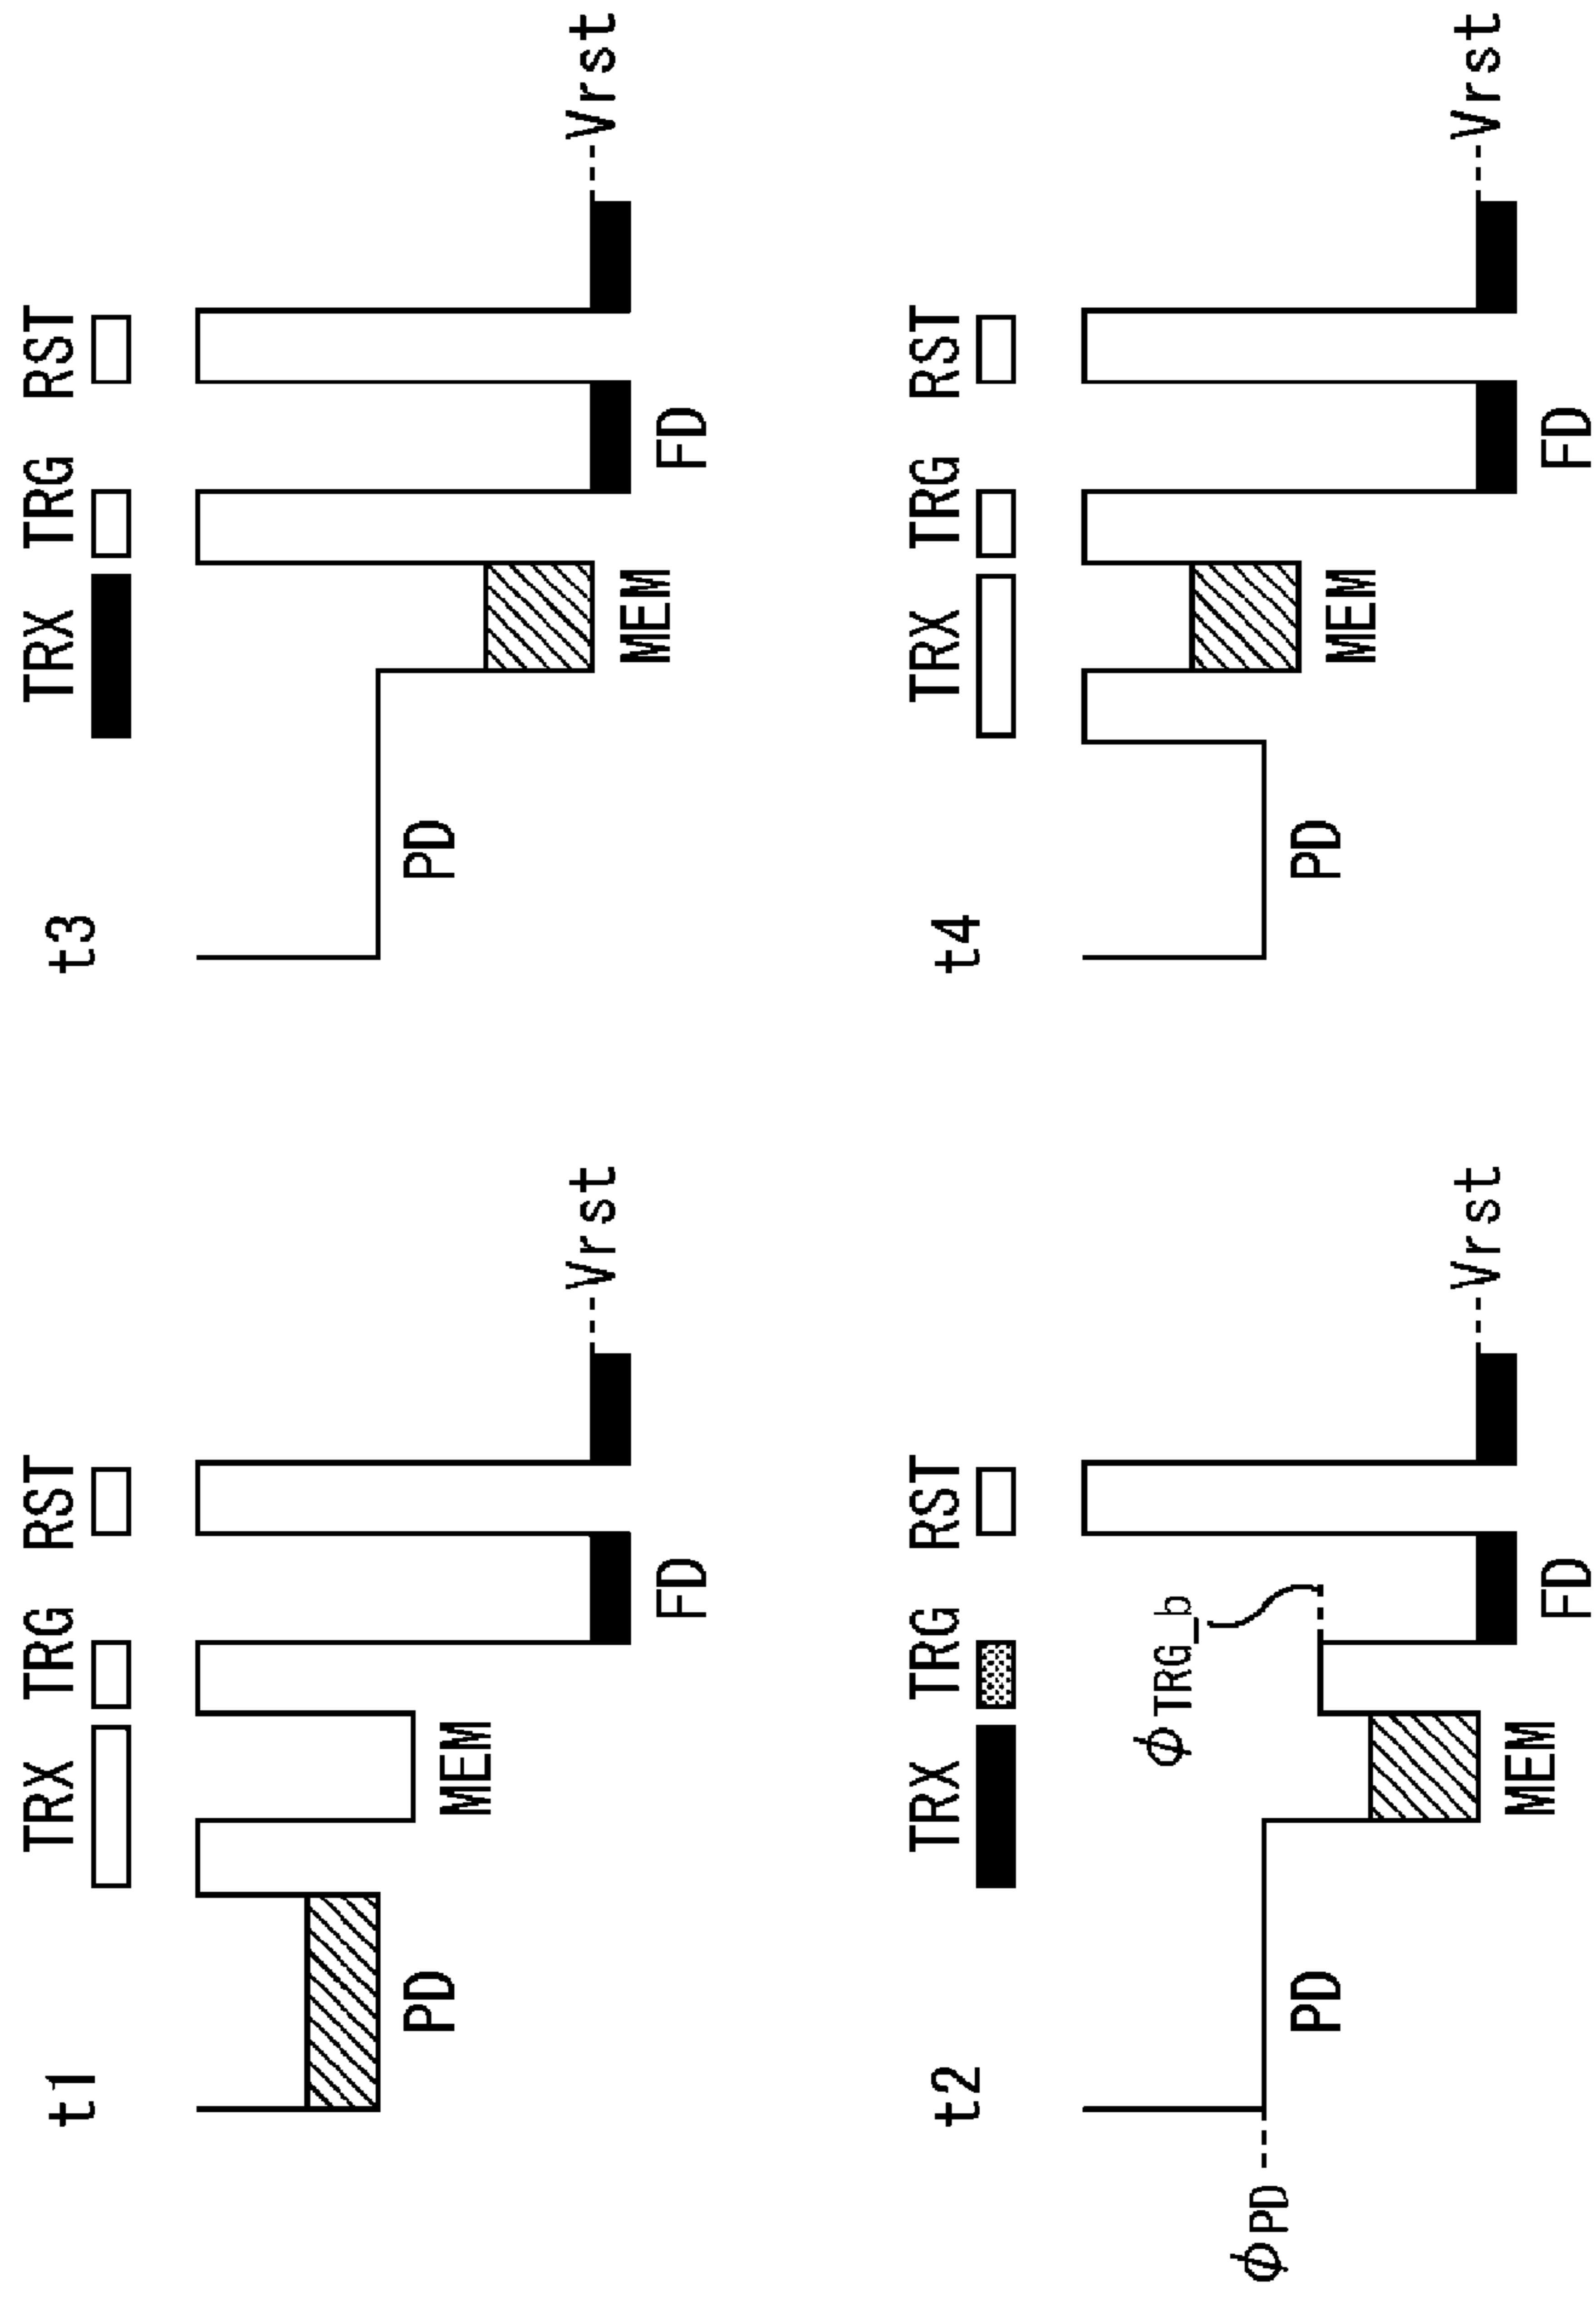 t1
TRX TRG RST
PD
MEM
FD
Vrst
t2
TRX TRG RST
ϕPD
PD
MEM
ϕTRG_b
FD
Vrst
t3
TRX TRG RST
PD
MEM
FD
Vrst
t4
TRX TRG RST
PD
MEM
FD
Vrst